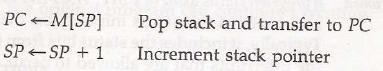 PC ← M[SP] Pop stack and transfer to PC
SP ← SP + 1 Increment stack pointer